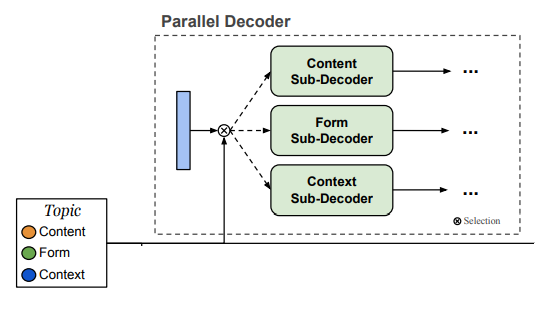 Parallel Decoder
Content
Sub-Decoder
...
Form
Sub-Decoder
...
Context
Sub-Decoder
...
Selection
Topic
Content
Form
Context